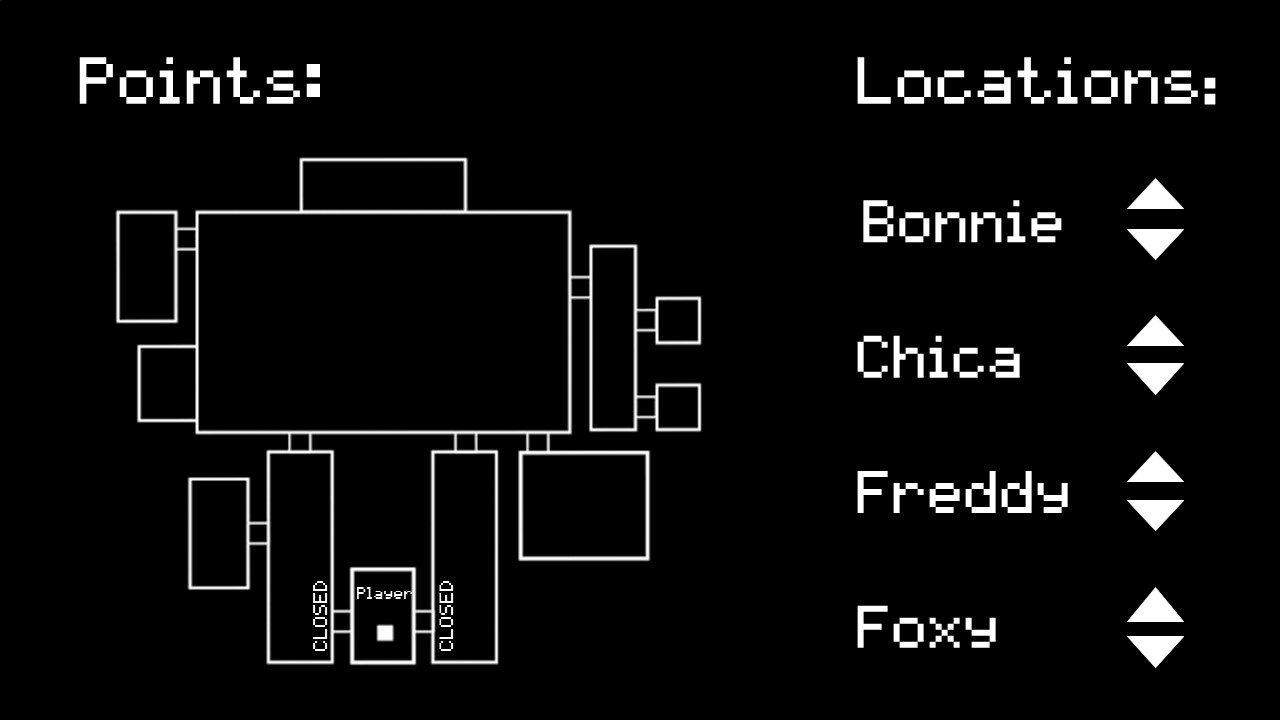 Points:
Locations:
Bonnie
Chica
Freddy
Foxy
Player
CLOSED
CLOSED